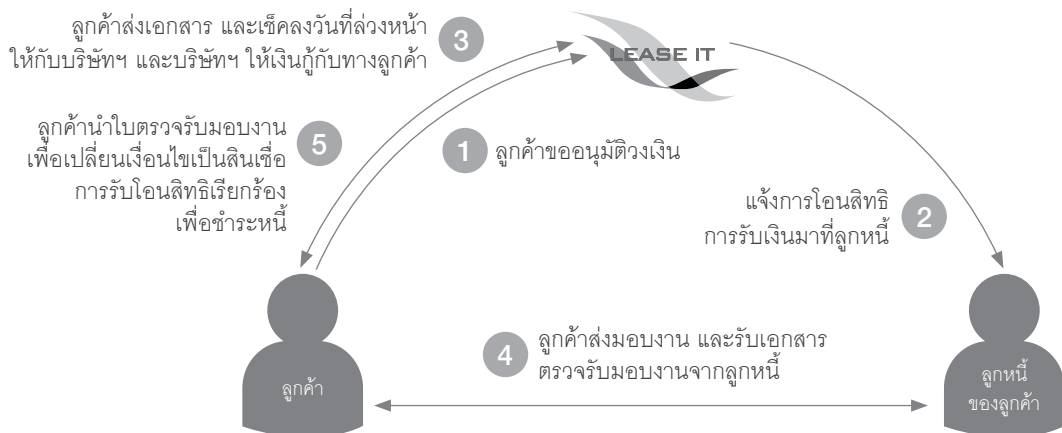 ลูกค้าส่งเอกสาร และเช็คลงวันที่ล่วงหน้า
ให้กับบริษัทฯ และบริษัทฯ ให้เงินกู้กับทางลูกค้า
3
LEASE IT
ลูกค้านำใบตรวจรับมอบงาน
เพื่อเปลี่ยนเงื่อนไขเป็นสินเชื่อ
การรับโอนสิทธิเรียกร้อง
เพื่อชำระหนี้
5
1 ลูกค้าขออนุมัติวงเงิน
แจ้งการโอนสิทธิ
การรับเงินมาที่ลูกหนี้
2
4
ลูกค้าส่งมอบงาน และรับเอกสาร
ตรวจรับมอบงานจากลูกหนี้
ลูกค้า
ลูกหนี้
ของลูกค้า